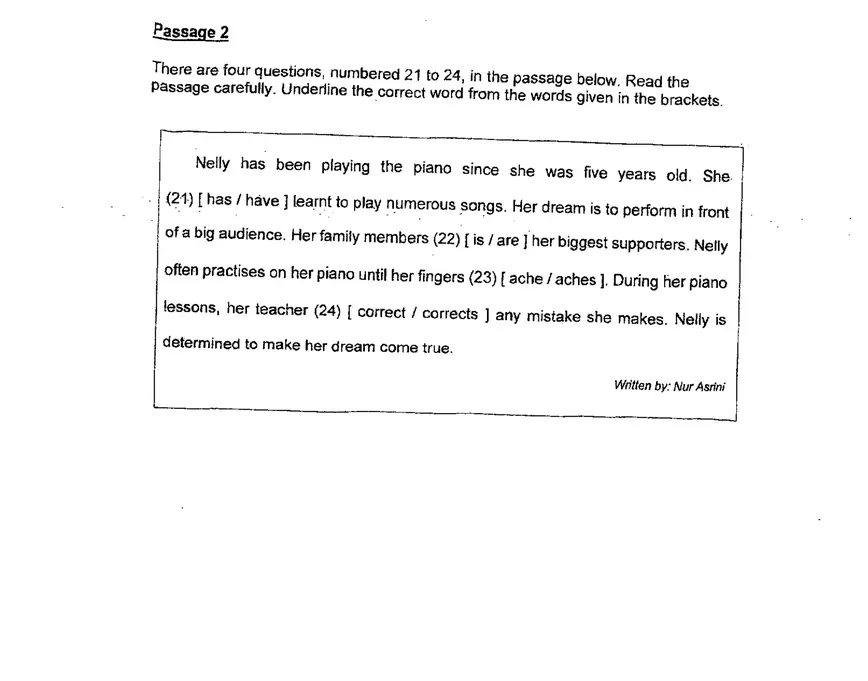 Passage 2
There are four questions, numbered 21 to 24, in the passage below. Read the
passage carefully. Underline the correct word from the words given in the brackets.
Nelly has been playing the piano since she was five years old. She
(21) [ has / have ] learnt to play numerous songs. Her dream is to perform in front
of a big audience. Her family members (22) [ is / are ] her biggest supporters. Nelly
often practises on her piano until her fingers (23) [ ache / aches ]. During her piano
lessons, her teacher (24) [ correct / corrects ] any mistake she makes. Nelly is
determined to make her dream come true.
Written by: Nur Asrini